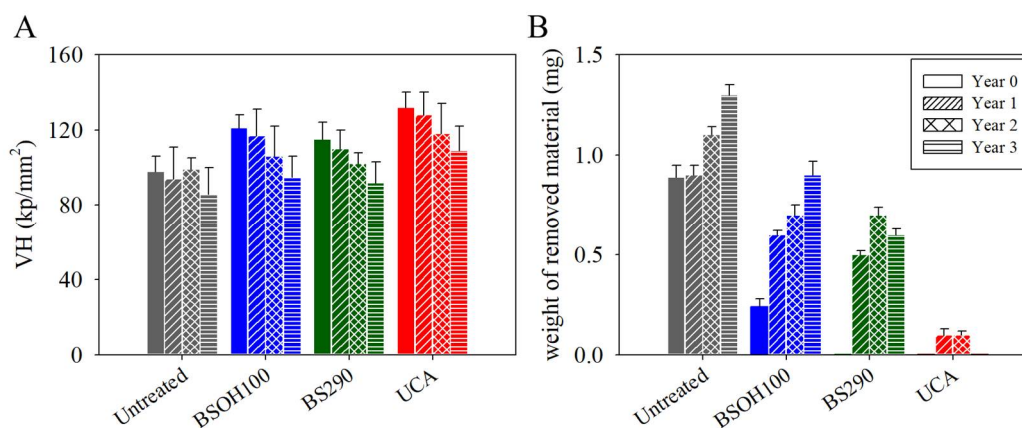 A
160
120
80
40
0
VH (kp/mm²)
Untreated
BSOH100
BS290
UCA
B
1.5
1.0
0.5
0.0
weight of removed material (mg)
Year 0
Year 1
Year 2
Year 3
Untreated
BSOH100
BS290
UCA